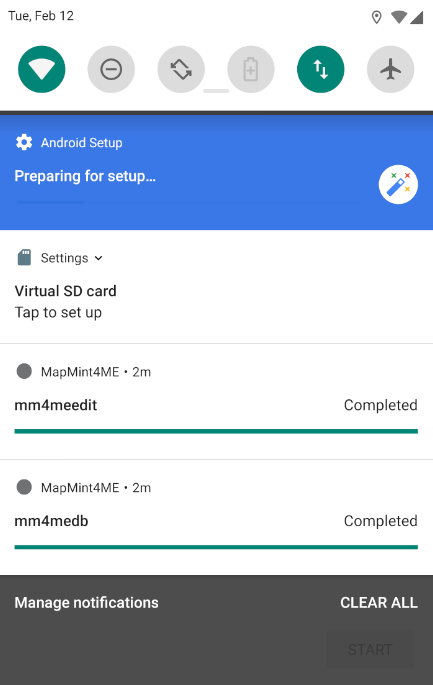 Tue, Feb 12
Android Setup
Preparing for setup...
Settings
Virtual SD card
Tap to set up
MapMint4ME • 2m
mm4meedit Completed
MapMint4ME • 2m
mm4medb Completed
Manage notifications CLEAR ALL
START